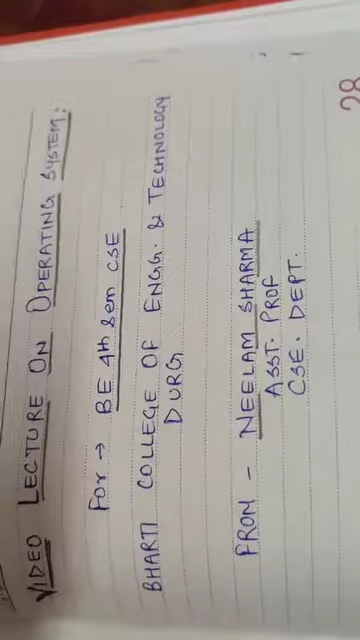 VIDEO LECTURE ON OPERATING SYSTEM:
For → BE 4th Sem CSE
BHARTI COLLEGE OF ENGG. & TECHNOLOGY
DURG
FROM - NEELAM SHARMA
ASST. PROF
CSE. DEPT.
28